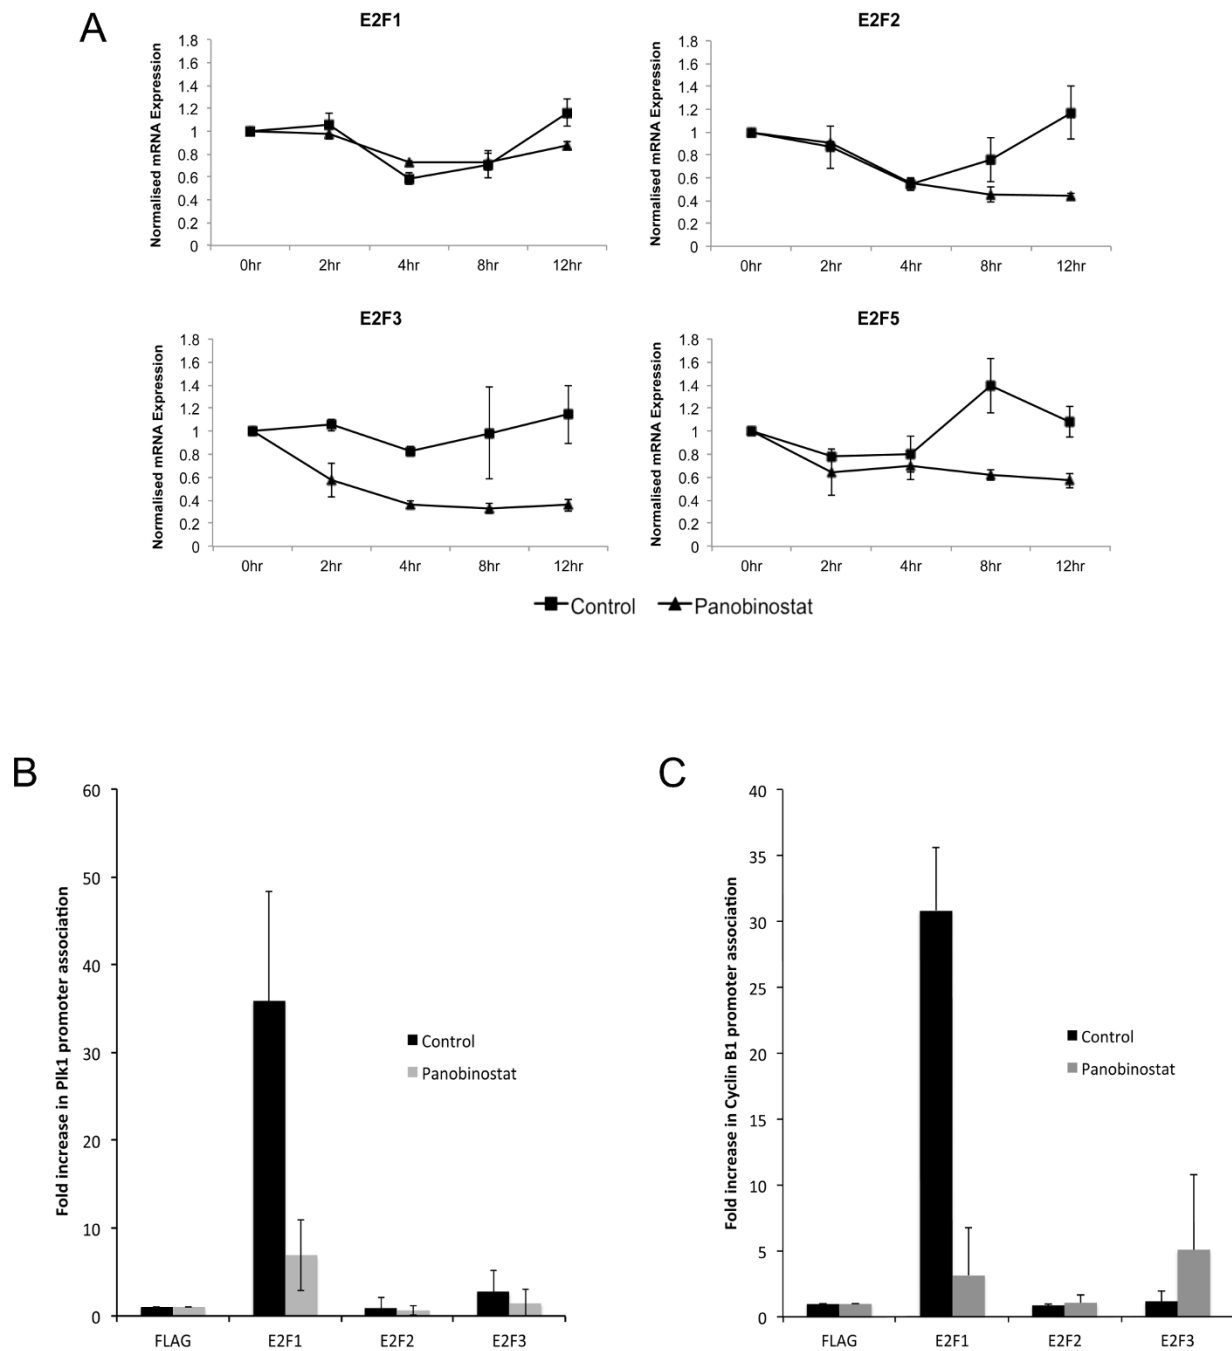 A
E2F1
Normalised mRNA Expression
1.8
1.6
1.4
1.2
1
0.8
0.6
0.4
0.2
0
0hr 2hr 4hr 8hr 12hr
E2F2
Normalised mRNA Expression
1.8
1.6
1.4
1.2
1
0.8
0.6
0.4
0.2
0
0hr 2hr 4hr 8hr 12hr
E2F3
Normalised mRNA Expression
1.8
1.6
1.4
1.2
1
0.8
0.6
0.4
0.2
0
0hr 2hr 4hr 8hr 12hr
E2F5
Normalised mRNA Expression
1.8
1.6
1.4
1.2
1
0.8
0.6
0.4
0.2
0
0hr 2hr 4hr 8hr 12hr
Control Panobinostat
B
Fold increase in Plk1 promoter association
60
50
40
30
20
10
0
Control
Panobinostat
FLAG E2F1 E2F2 E2F3
C
Fold increase in Cyclin B1 promoter association
40
35
30
25
20
15
10
5
0
Control
Panobinostat
FLAG E2F1 E2F2 E2F3